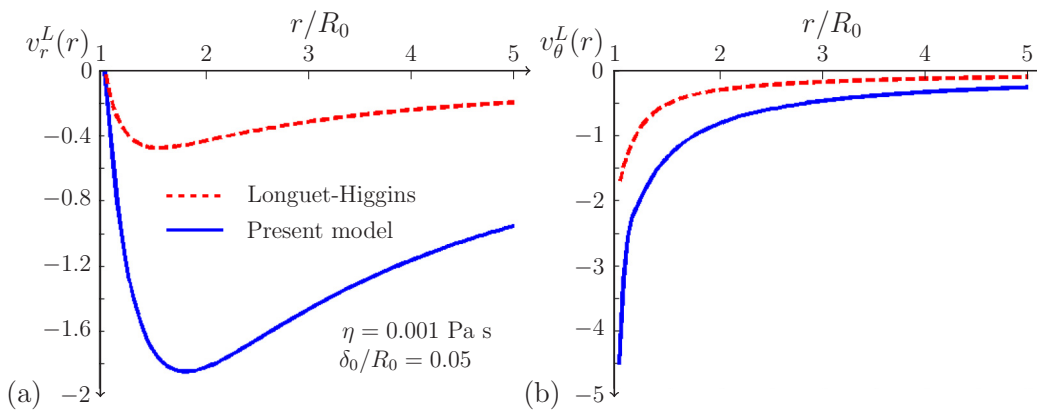 r/R₀
v_r^L(r)
1 2 3 4 5
0
−0.4
−0.8
−1.2
−1.6
−2
Longuet-Higgins
Present model
η = 0.001 Pa s
δ₀/R₀ = 0.05
(a)
r/R₀
v_θ^L(r)
1 2 3 4 5
0
−1
−2
−3
−4
−5
(b)